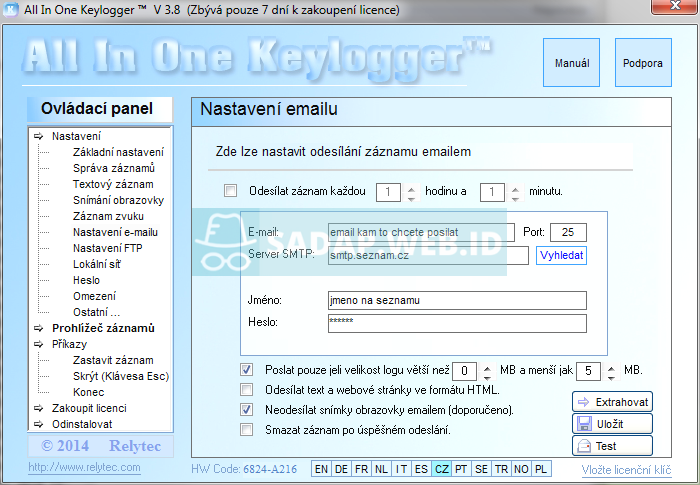 All In One Keylogger ™ V 3.8 (Zbývá pouze 7 dní k zakoupení licence)
All In One Keylogger™
Manuál
Podpora
Ovládací panel
Nastavení
Základní nastavení
Správa záznamů
Textový záznam
Snímání obrazovky
Záznam zvuku
Nastavení e-mailu
Nastavení FTP
Lokální síť
Heslo
Omezení
Ostatní ...
Prohlížeč záznamů
Příkazy
Zastavit záznam
Skrýt (Klávesa Esc)
Konec
Zakoupit licenci
Odinstalovat
© 2014 Relytec
http://www.relytec.com
Nastavení emailu
Zde lze nastavit odesílání záznamu emailem
Odesílat záznam každou 1 hodinu a 1 minutu.
E-mail: email kam to chcete posilat Port: 25
Server SMTP: smtp.seznam.cz Vyhledat
SADAP.WEB.ID
Jméno: jmeno na seznamu
Heslo: ******
Poslat pouze jeli velikost logu větší než 0 MB a menší jak 5 MB.
Odesílat text a webové stránky ve formátu HTML.
Neodesílat snímky obrazovky emailem (doporučeno).
Smazat záznam po úspěšném odeslání.
Extrahovat
Uložit
Test
HW Code: 6824-A216
EN DE FR NL IT ES CZ PT SE TR NO PL
Vložte licenční klíč